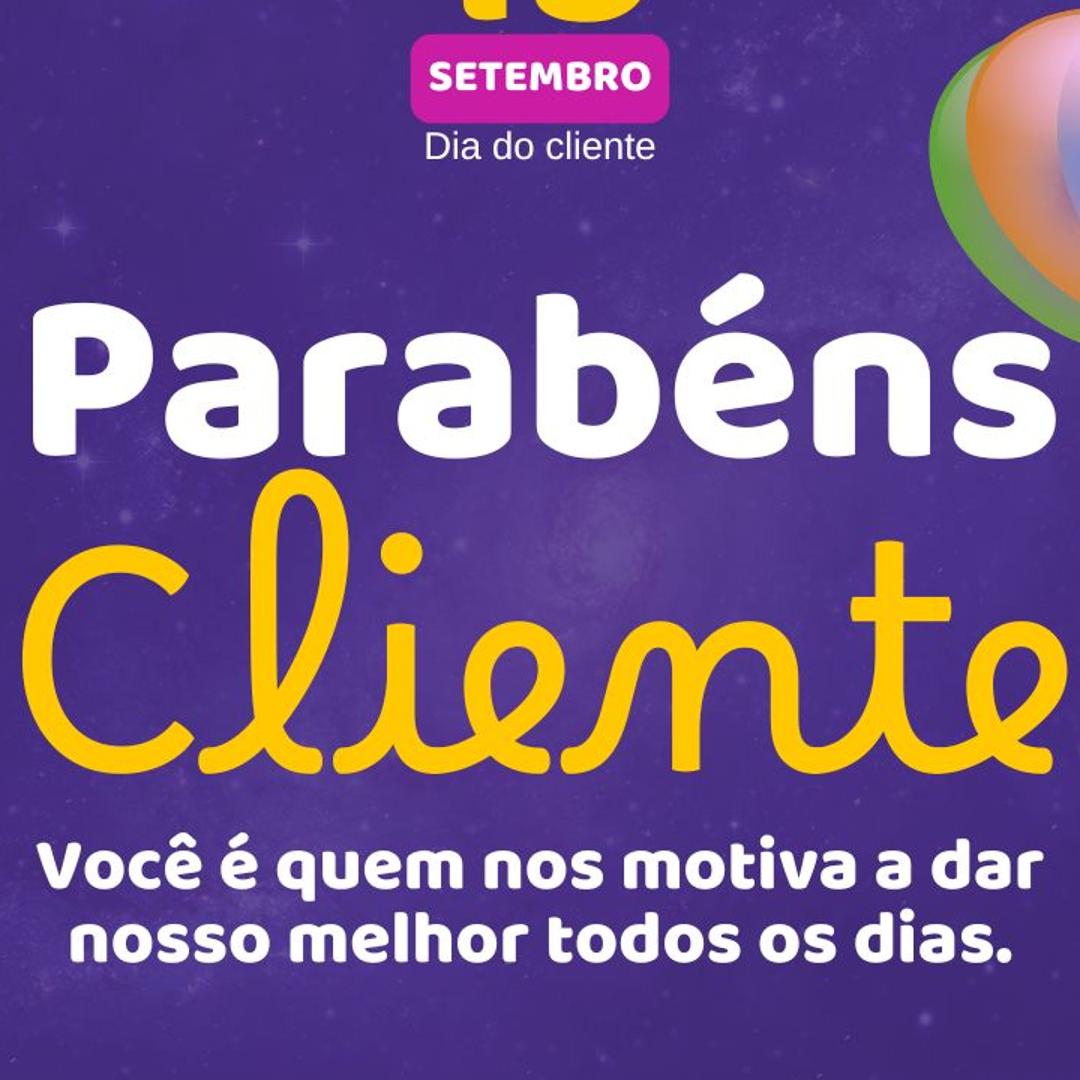 SETEMBRO
Dia do cliente
Parabéns
Cliente
Você é quem nos motiva a dar
nosso melhor todos os dias.